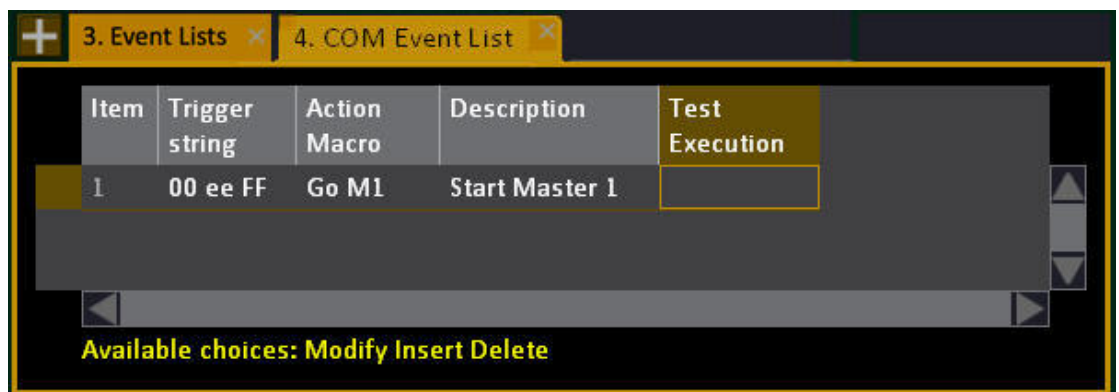 3. Event Lists
4. COM Event List
Item Trigger string Action Macro Description Test Execution
1 00 ee FF Go M1 Start Master 1
Available choices: Modify Insert Delete